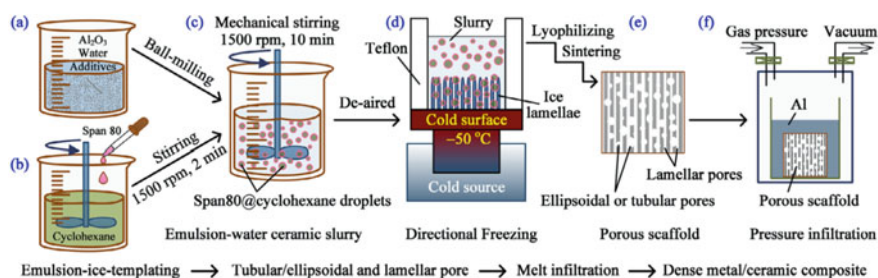 (a)
Al₂O₃
Water
Additives
Ball-milling
(b)
Span 80
Stirring
1500 rpm, 2 min
Cyclohexane
(c)
Mechanical stirring
1500 rpm, 10 min
Span80@cyclohexane droplets
Emulsion-water ceramic slurry
De-aired
(d)
Slurry
Teflon
Ice
lamellae
Cold surface
−50 °C
Cold source
Directional Freezing
Lyophilizing
Sintering
(e)
Lamellar pores
Ellipsoidal or tubular pores
Porous scaffold
(f)
Gas pressure
Vacuum
Al
Porous scaffold
Pressure infiltration
Emulsion-ice-templating
Tubular/ellipsoidal and lamellar pore
Melt infiltration
Dense metal/ceramic composite